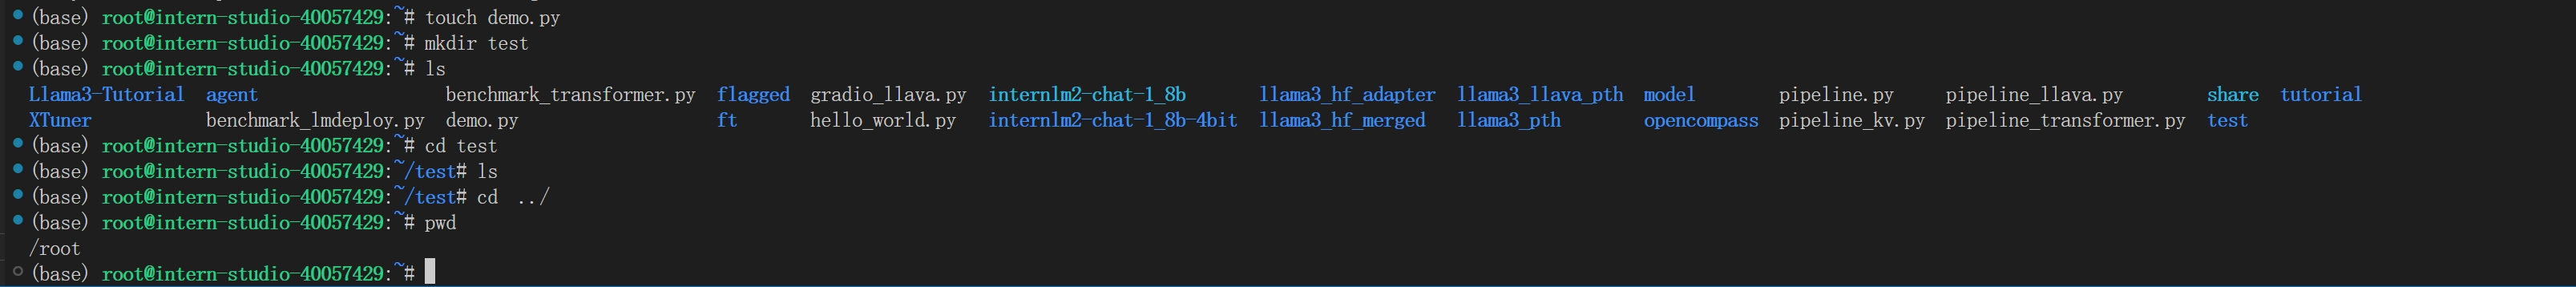 (base) root@intern-studio-40057429:~# touch demo.py
(base) root@intern-studio-40057429:~# mkdir test
(base) root@intern-studio-40057429:~# ls
Llama3-Tutorial agent benchmark_transformer.py flagged gradio_llava.py internlm2-chat-1_8b llama3_hf_adapter llama3_llava_pth model pipeline.py pipeline_llava.py share tutorial
XTuner benchmark_lmdeploy.py demo.py ft hello_world.py internlm2-chat-1_8b-4bit llama3_hf_merged llama3_pth opencompass pipeline_kv.py pipeline_transformer.py test
(base) root@intern-studio-40057429:~# cd test
(base) root@intern-studio-40057429:~/test# ls
(base) root@intern-studio-40057429:~/test# cd  ../
(base) root@intern-studio-40057429:~# pwd
/root
(base) root@intern-studio-40057429:~#